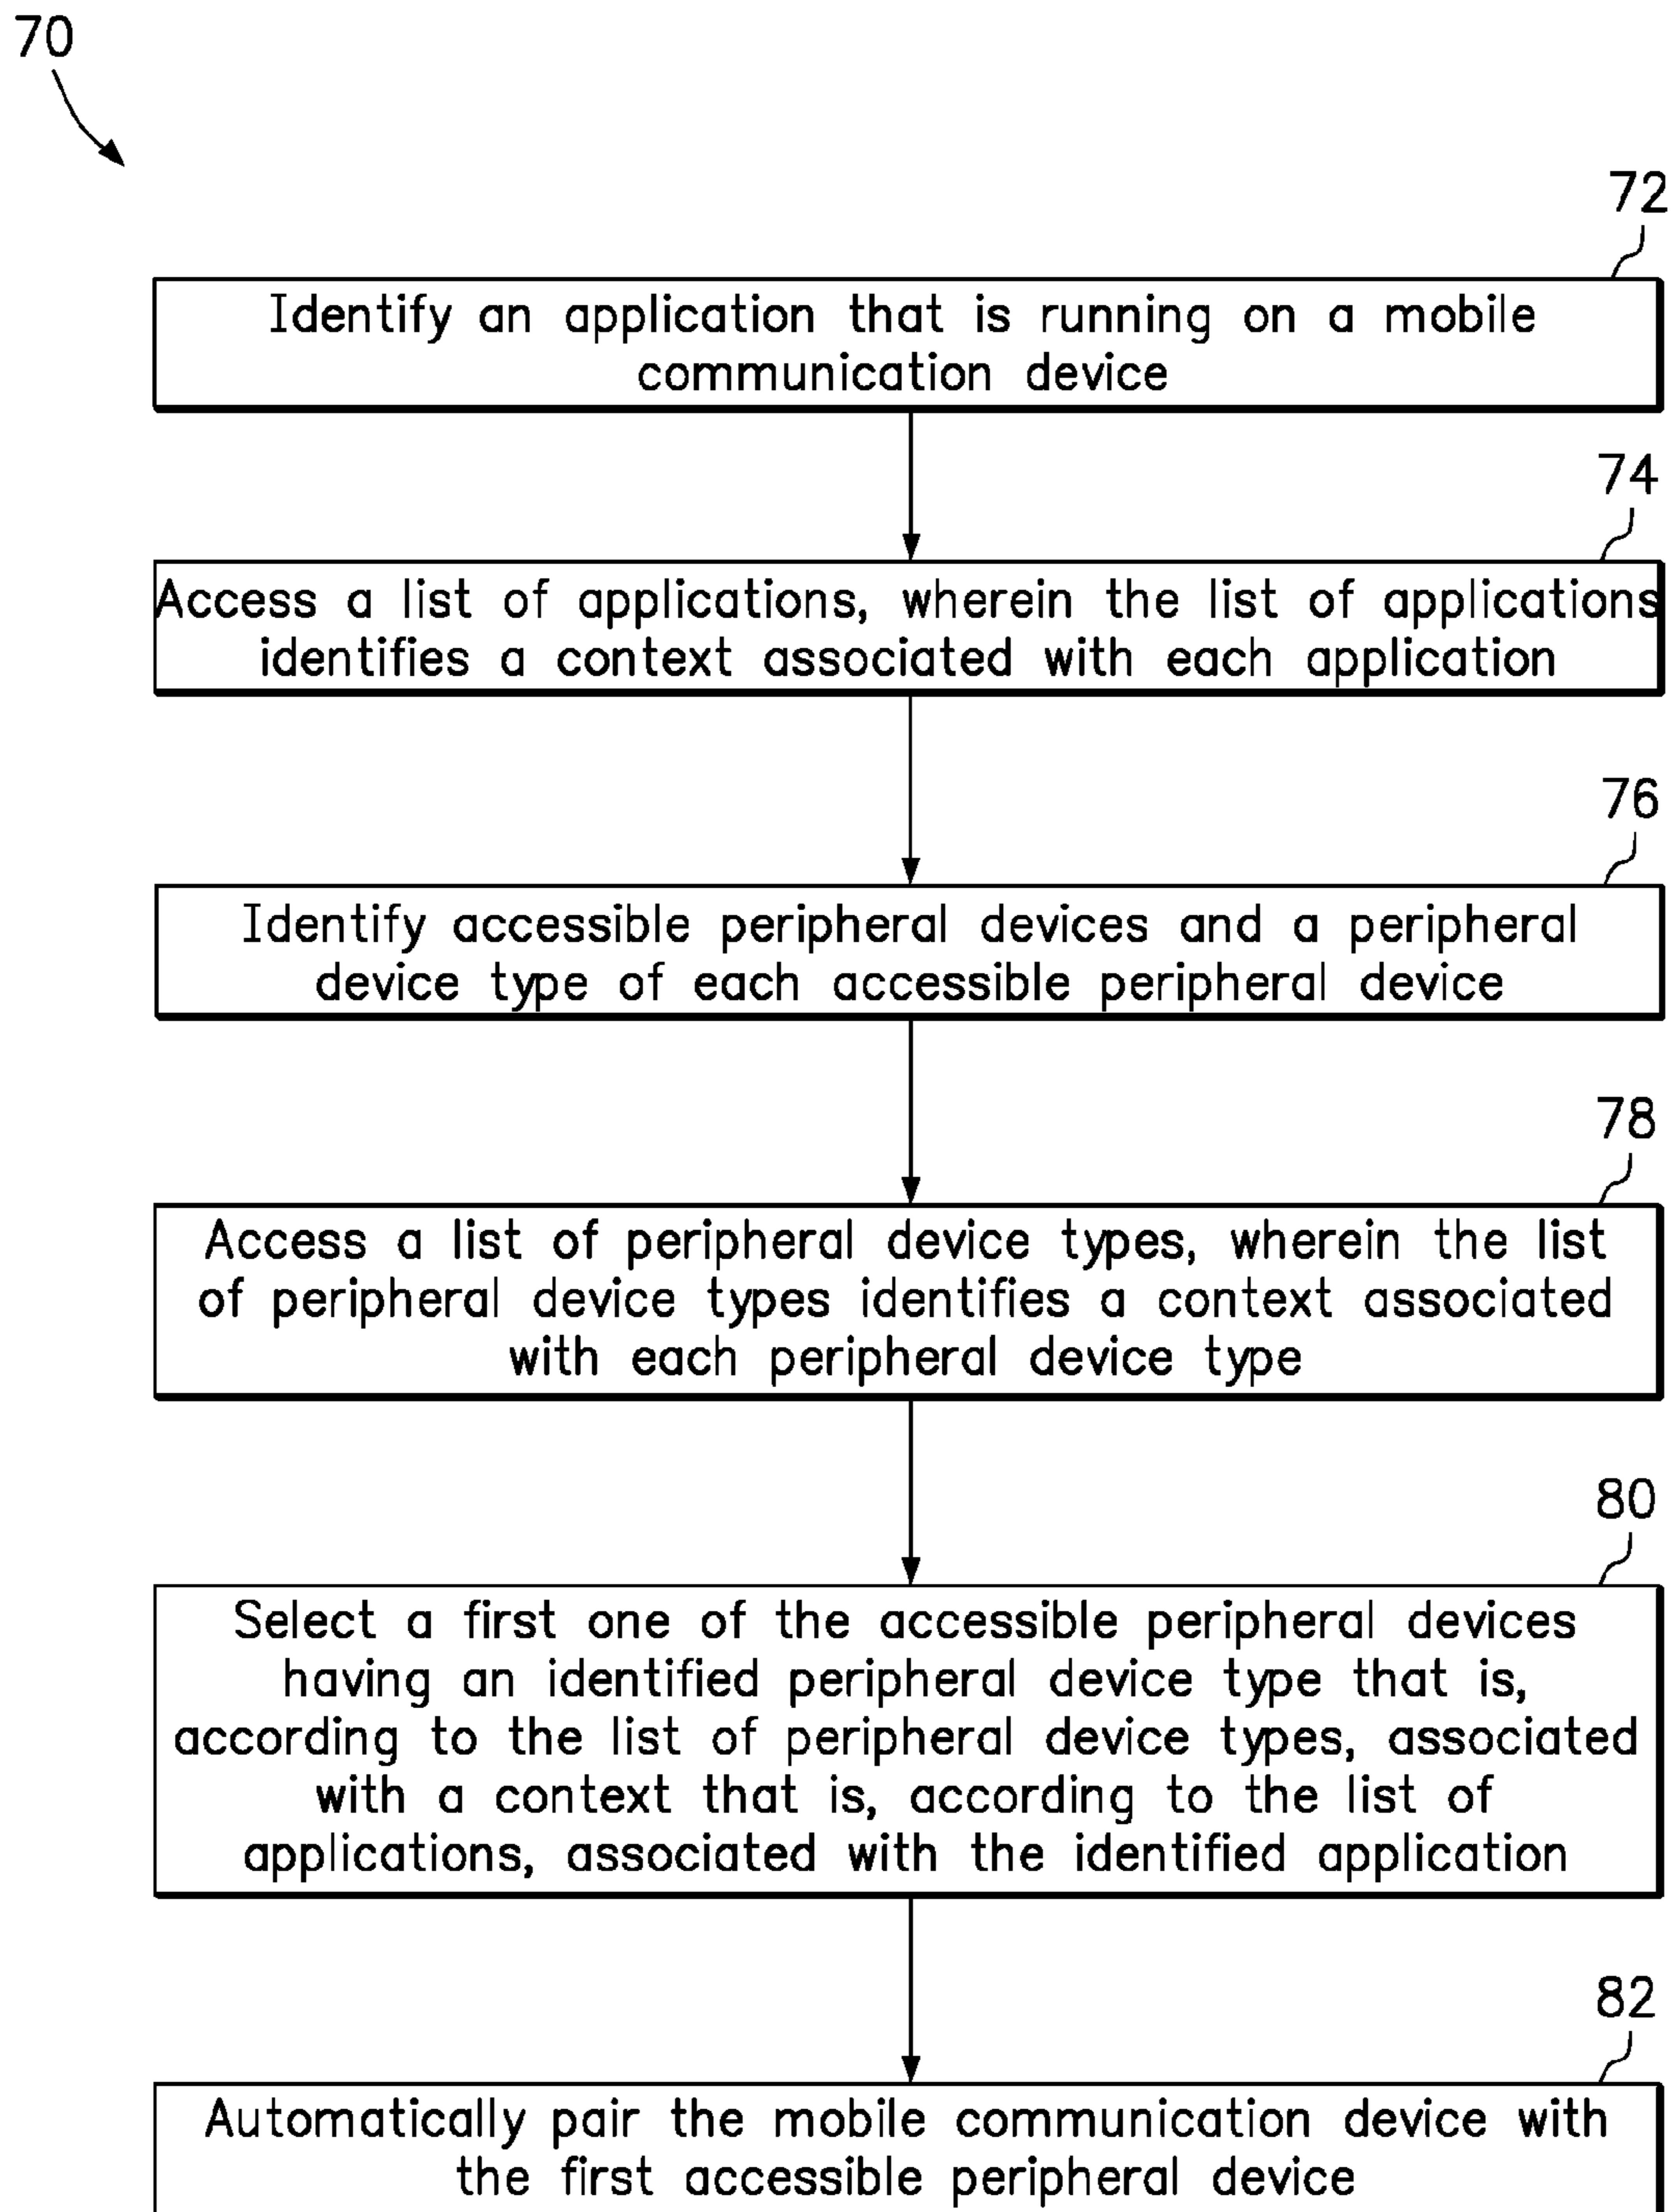 70
72
Identify an application that is running on a mobile
communication device
74
Access a list of applications, wherein the list of applications
identifies a context associated with each application
76
Identify accessible peripheral devices and a peripheral
device type of each accessible peripheral device
78
Access a list of peripheral device types, wherein the list
of peripheral device types identifies a context associated
with each peripheral device type
80
Select a first one of the accessible peripheral devices
having an identified peripheral device type that is,
according to the list of peripheral device types, associated
with a context that is, according to the list of
applications, associated with the identified application
82
Automatically pair the mobile communication device with
the first accessible peripheral device